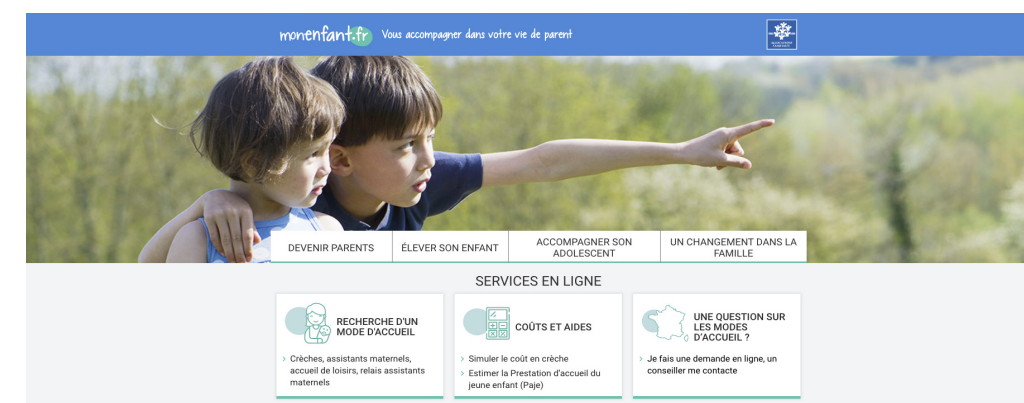 monenfant.fr Vous accompagner dans votre vie de parent
DEVENIR PARENTS
ÉLEVER SON ENFANT
ACCOMPAGNER SON
ADOLESCENT
UN CHANGEMENT DANS LA
FAMILLE
SERVICES EN LIGNE
RECHERCHE D'UN
MODE D'ACCUEIL
> Crèches, assistants maternels,
accueil de loisirs, relais assistants
maternels
COÛTS ET AIDES
> Simuler le coût en crèche
> Estimer la Prestation d'accueil du
jeune enfant (Paje)
UNE QUESTION SUR
LES MODES
D'ACCUEIL ?
> Je fais une demande en ligne, un
conseiller me contacte